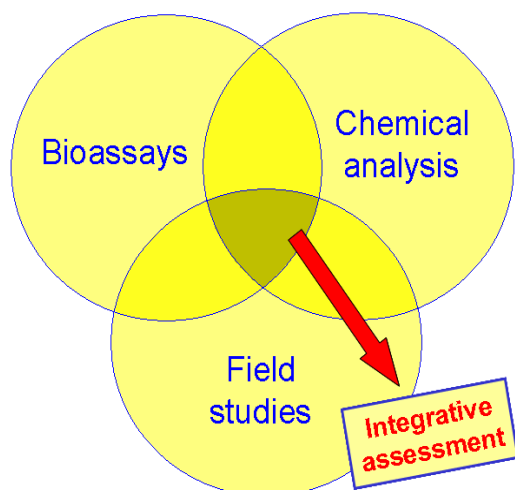 Bioassays
Chemical
analysis
Field
studies
Integrative
assessment